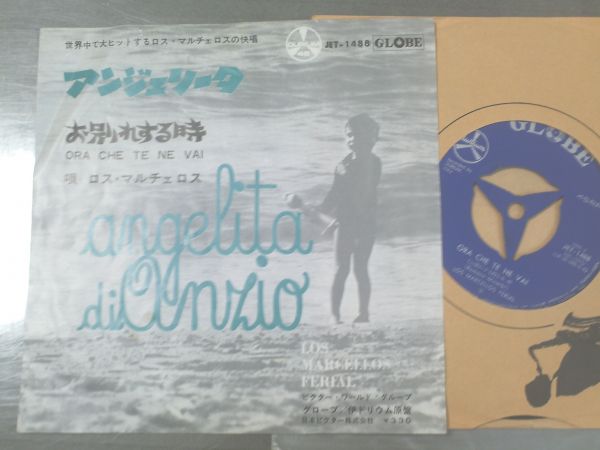 世界中で大ヒットするロス・マルチェロスの快唱
DURIUM
JET-1488
GLOBE
アンジェリータ
お別れする時
ORA CHE TE NE VAI
唄 ロス・マルチェロス
angelita
di Anzio
LOS
MARCELLOS
FERIAL
ビクター・ワールド・グループ
グローブ/伊ドリウム原盤
日本ビクター株式会社 ¥330
GLOBE
JET-1488
ORA CHE TE NE VAI
LOS MARCELLOS FERIAL